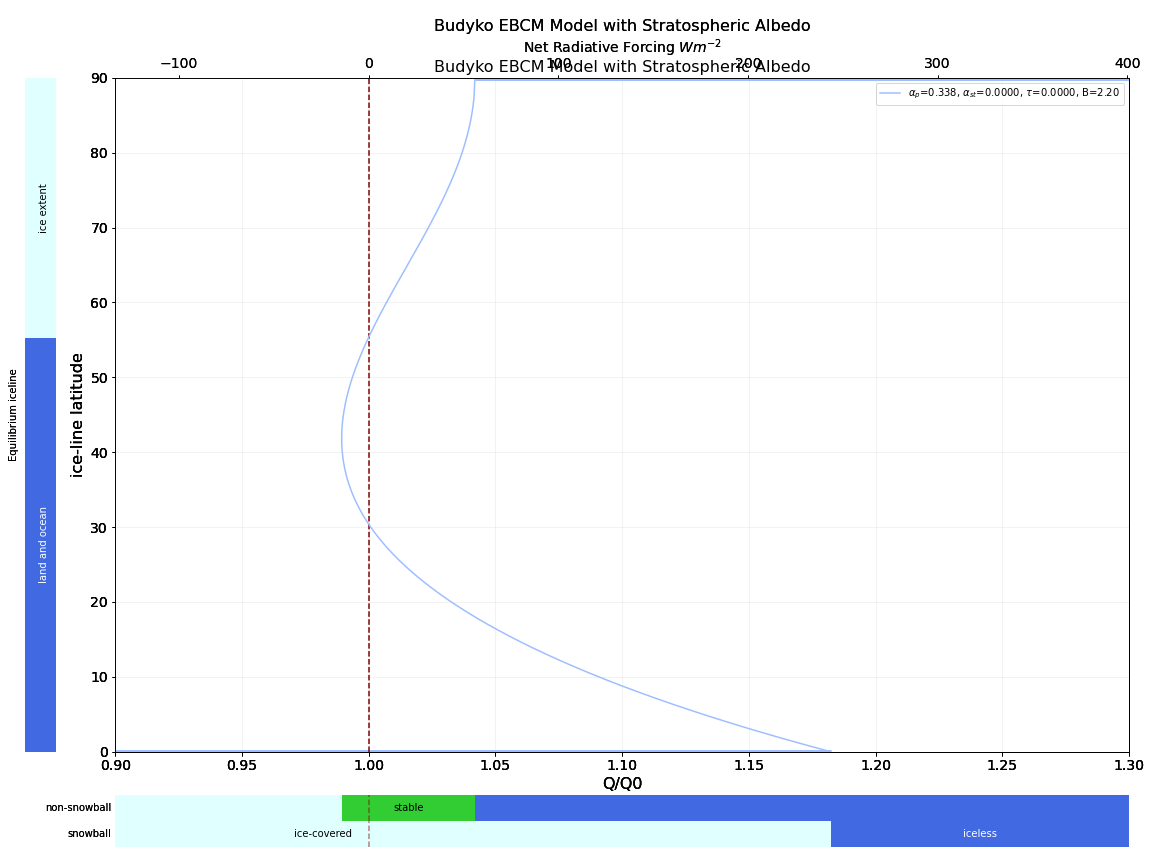 Budyko EBCM Model with Stratospheric Albedo
Net Radiative Forcing Wm⁻²
Budyko EBCM Model with Stratospheric Albedo
−100 0 100 200 300 400
αp=0.338, αst=0.0000, τ=0.0000, B=2.20
90
80
70
60
50
40
30
20
10
0
ice-line latitude
ice extent
land and ocean
Equilibrium iceline
0.90 0.95 1.00 1.05 1.10 1.15 1.20 1.25 1.30
Q/Q0
non-snowball stable
snowball ice-covered iceless